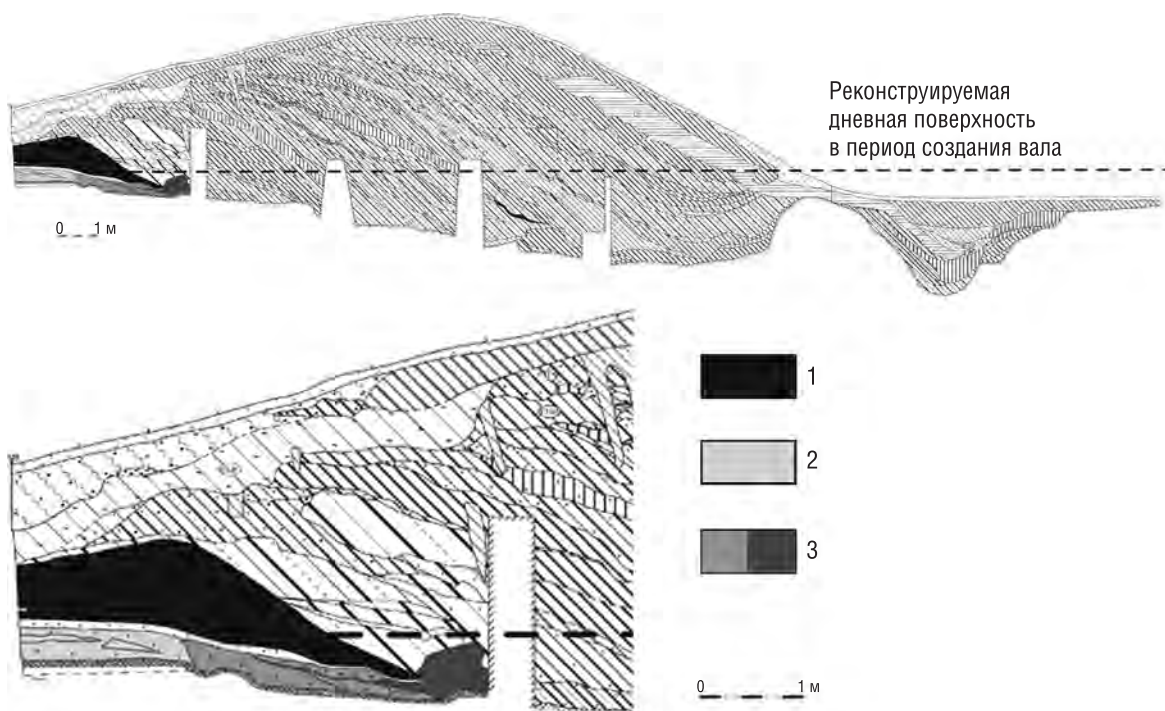 Реконструируемая
дневная поверхность
в период создания вала
0 1 м
1
2
3
0 1 м